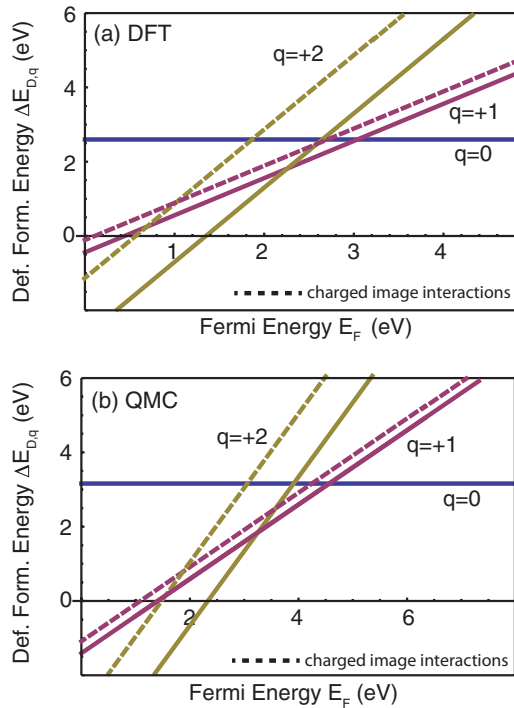 6
(a) DFT
q=+2
4
q=+1
2
q=0
0
1
2
3
4
charged image interactions
Def. Form. Energy ΔE_D,q (eV)
Fermi Energy E_F (eV)
6
(b) QMC
q=+2
q=+1
4
q=0
2
0
2
4
6
charged image interactions
Def. Form. Energy ΔE_D,q (eV)
Fermi Energy E_F (eV)